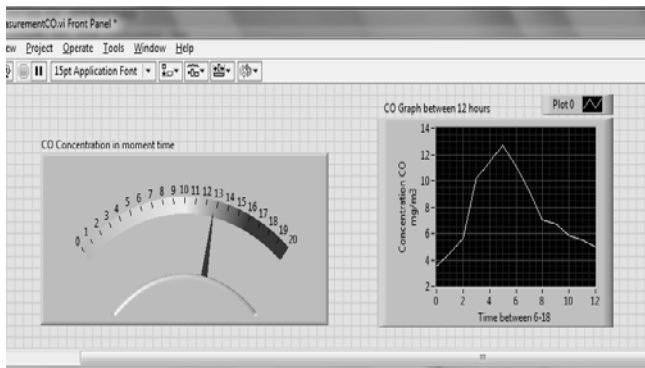 asurementCO.vi Front Panel *
ew Project Operate Tools Window Help
15pt Application Font
CO Concentration in moment time
0 1 2 3 4 5 6 7 8 9 10 11 12 13 14 15 16 17 18 19 20
CO Graph between 12 hours
Plot 0
Concentration CO
mg/m3
14
12
10
8
6
4
2
0 2 4 6 8 10 12
Time between 6-18